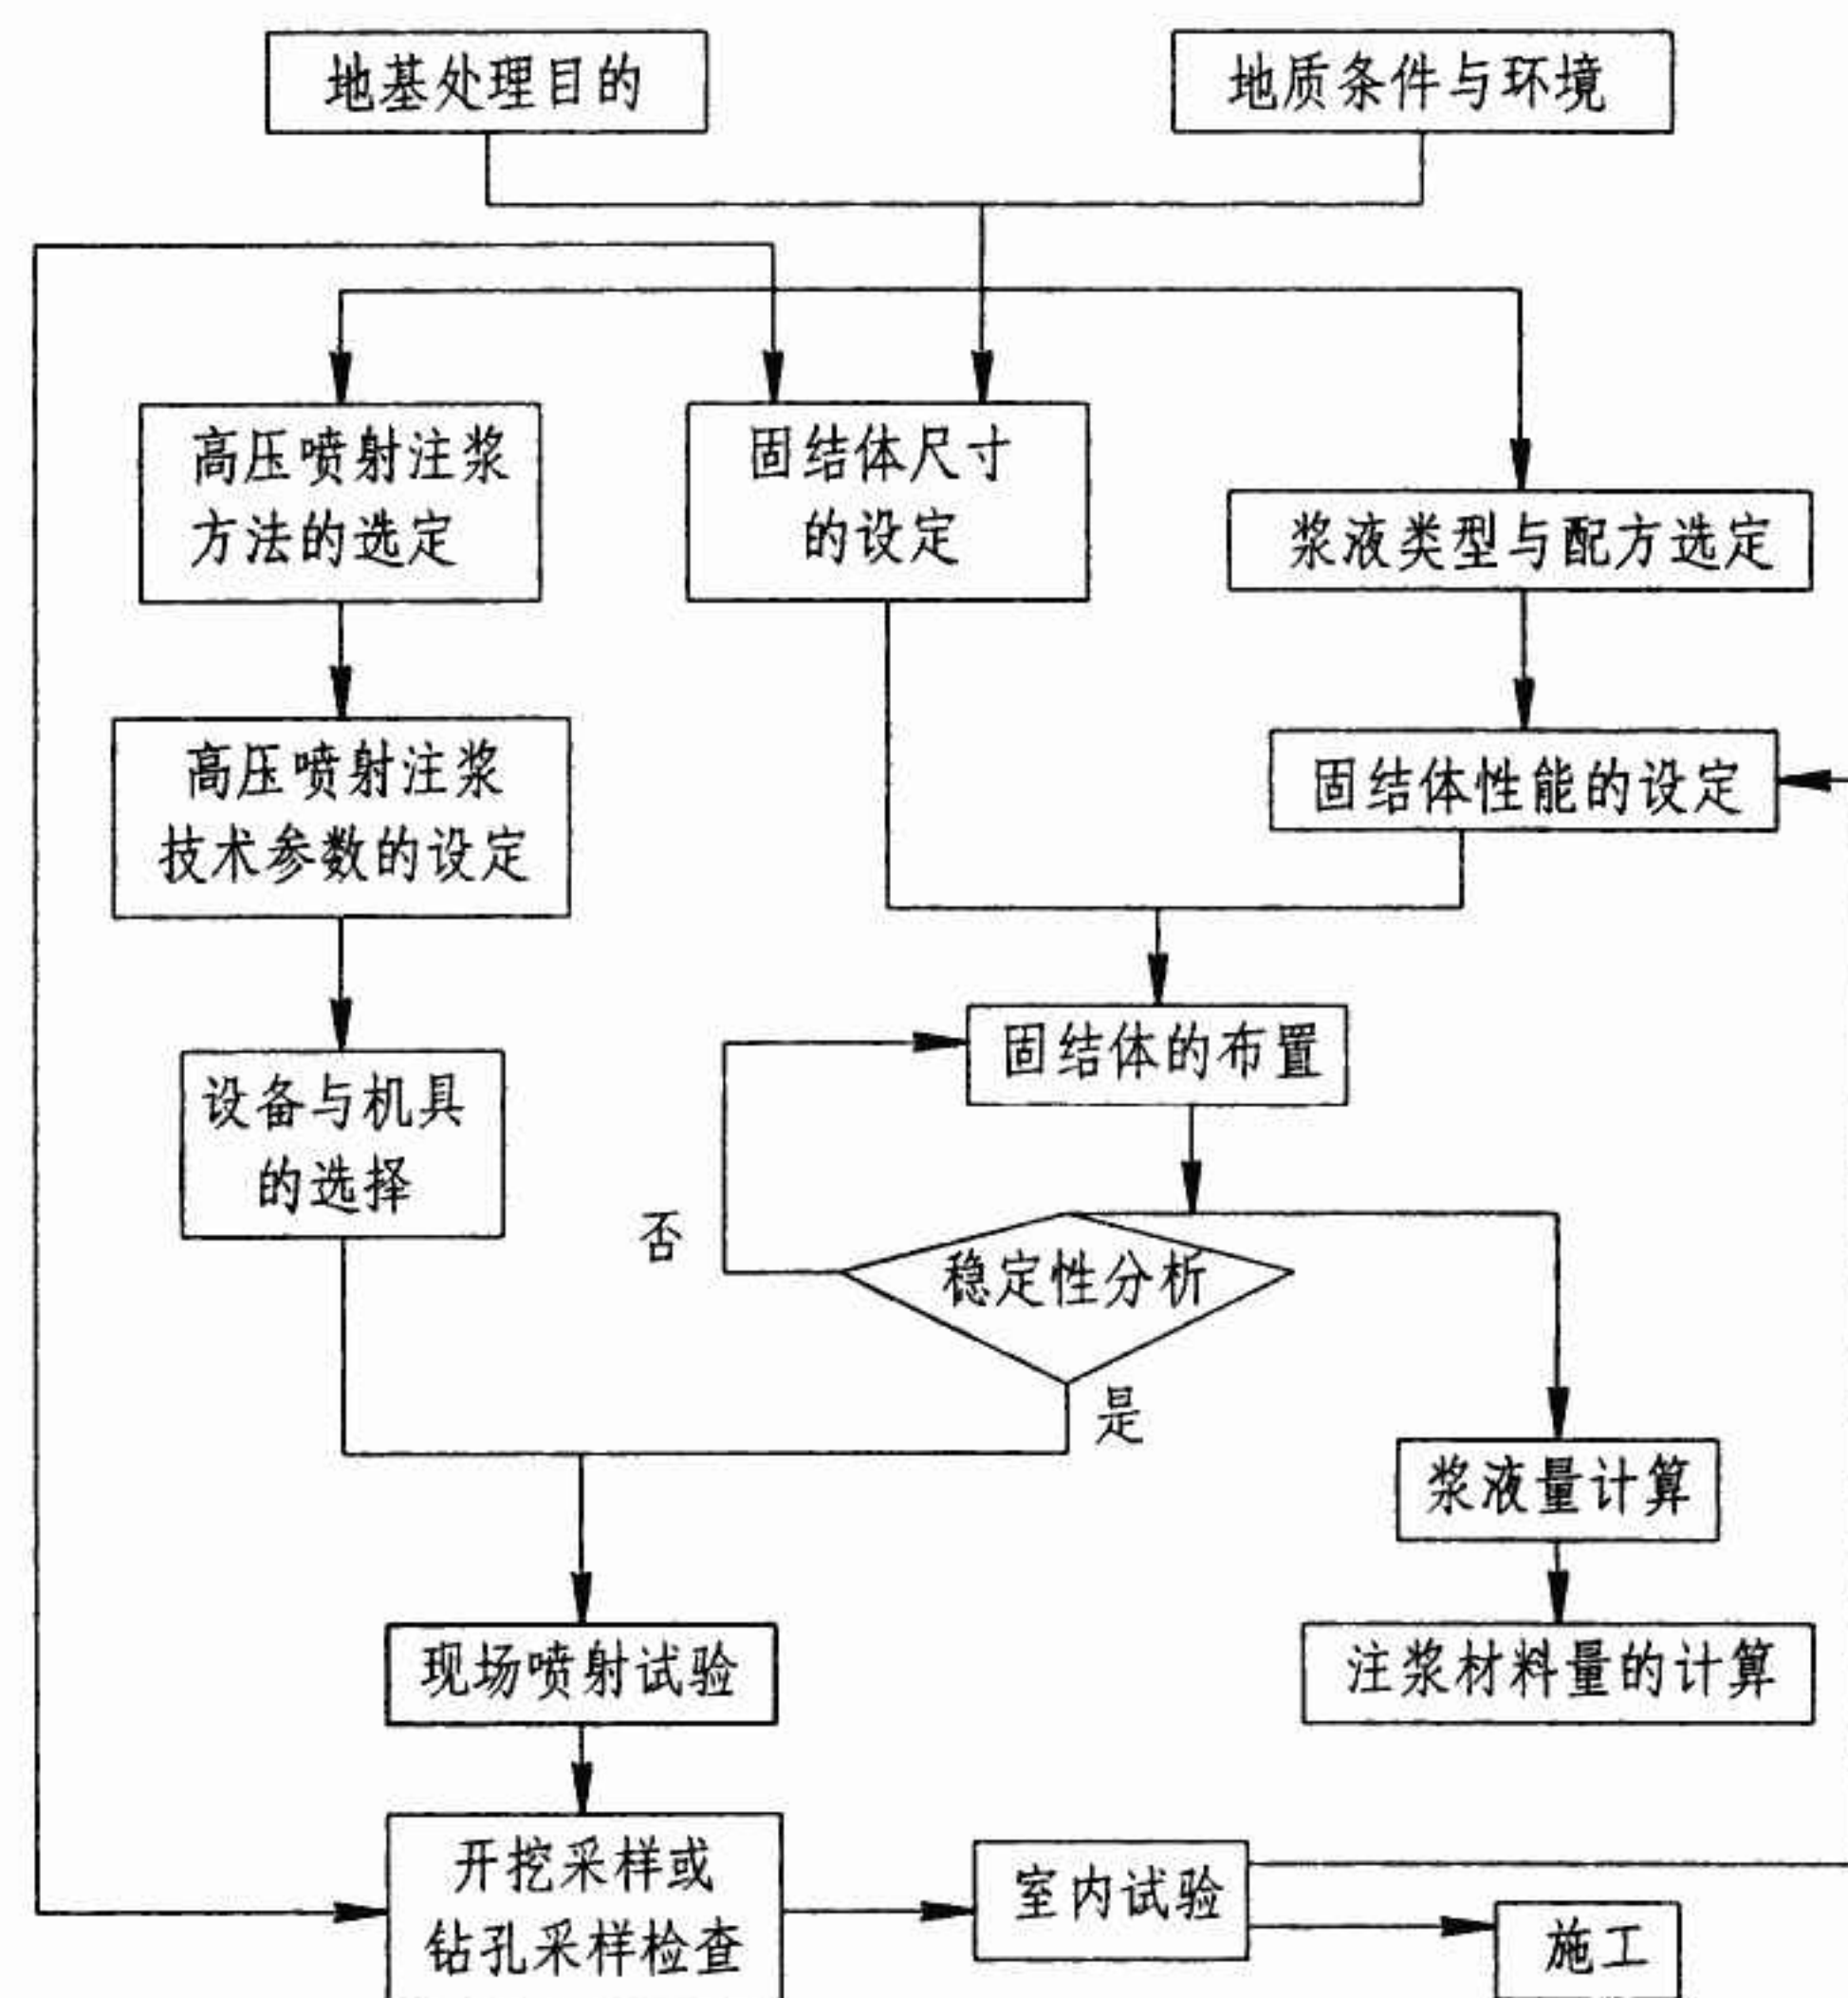 地基处理目的
地质条件与环境
高压喷射注浆
方法的选定
固结体尺寸
的设定
浆液类型与配方选定
高压喷射注浆
技术参数的设定
固结体性能的设定
设备与机具
的选择
固结体的布置
否
稳定性分析
是
浆液量计算
现场喷射试验
注浆材料量的计算
开挖采样或
钻孔采样检查
室内试验
施工